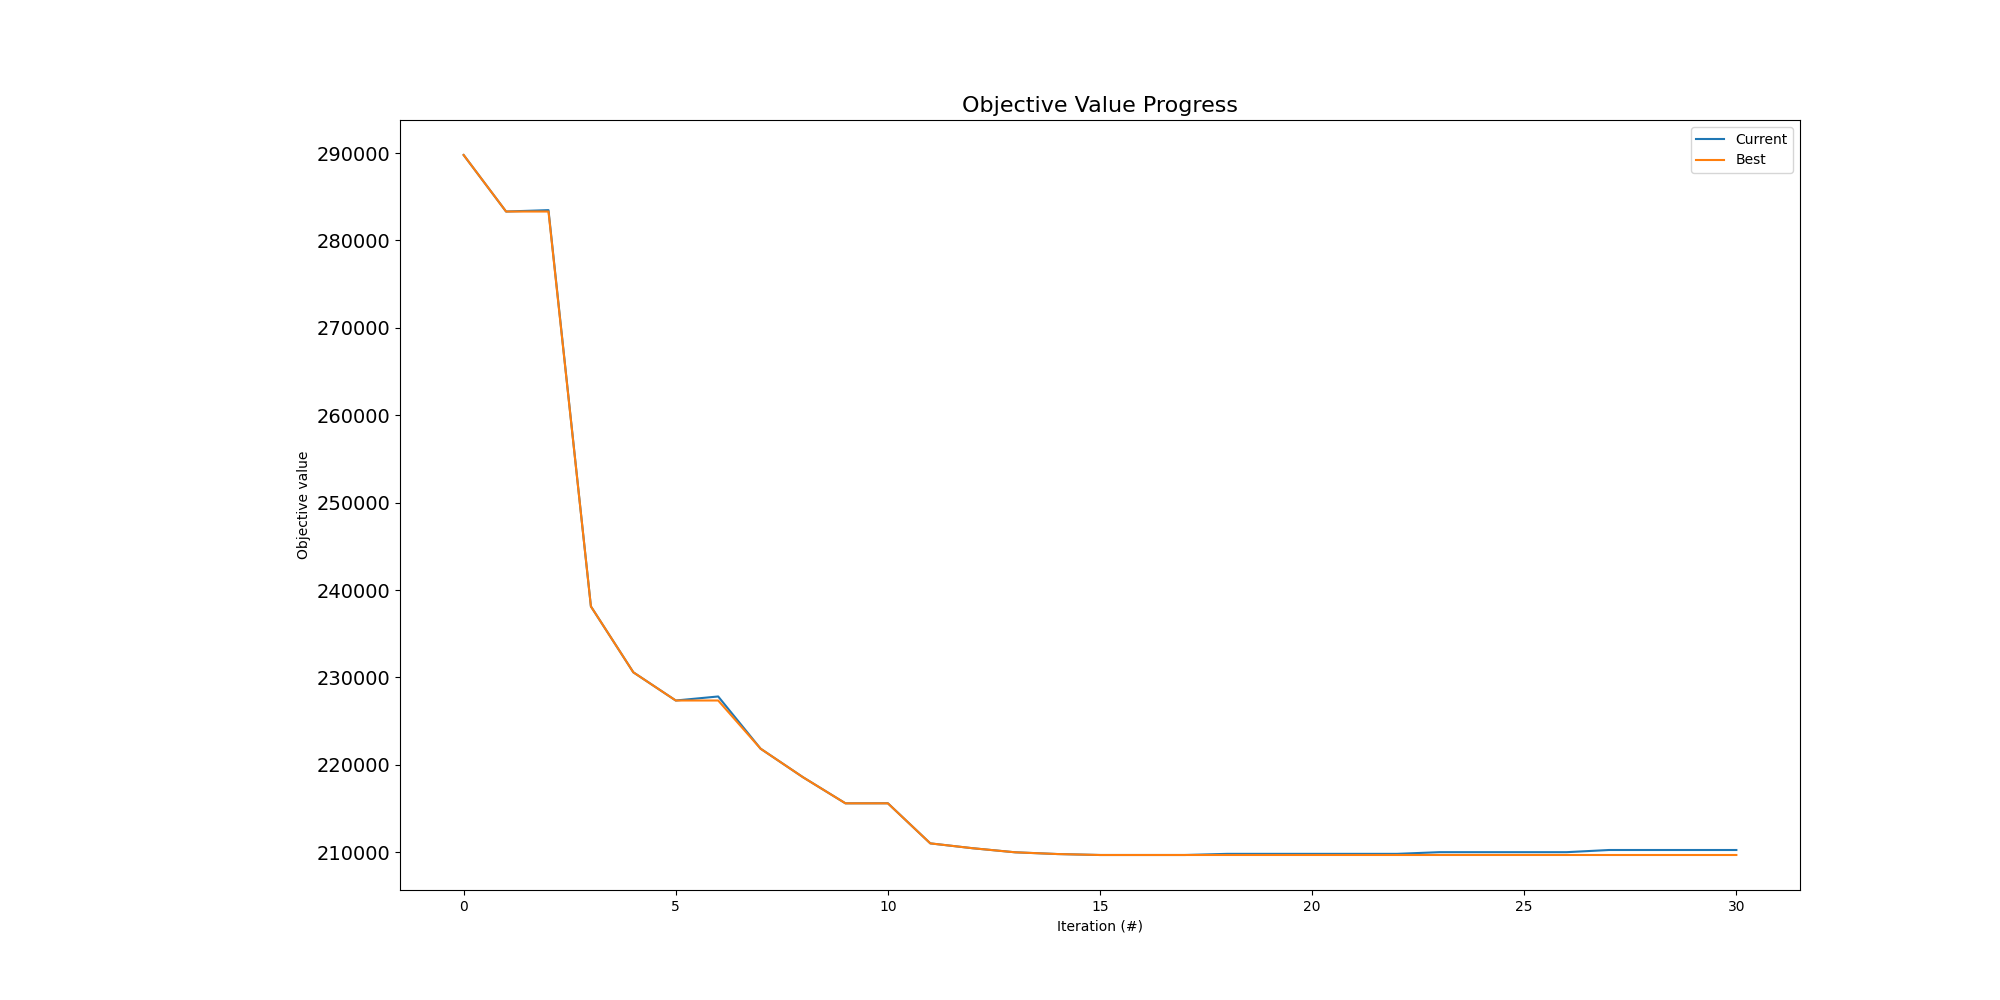 Objective Value Progress
Current
Best
290000
280000
270000
260000
250000
240000
230000
220000
210000
Objective value
0 5 10 15 20 25 30
Iteration (#)